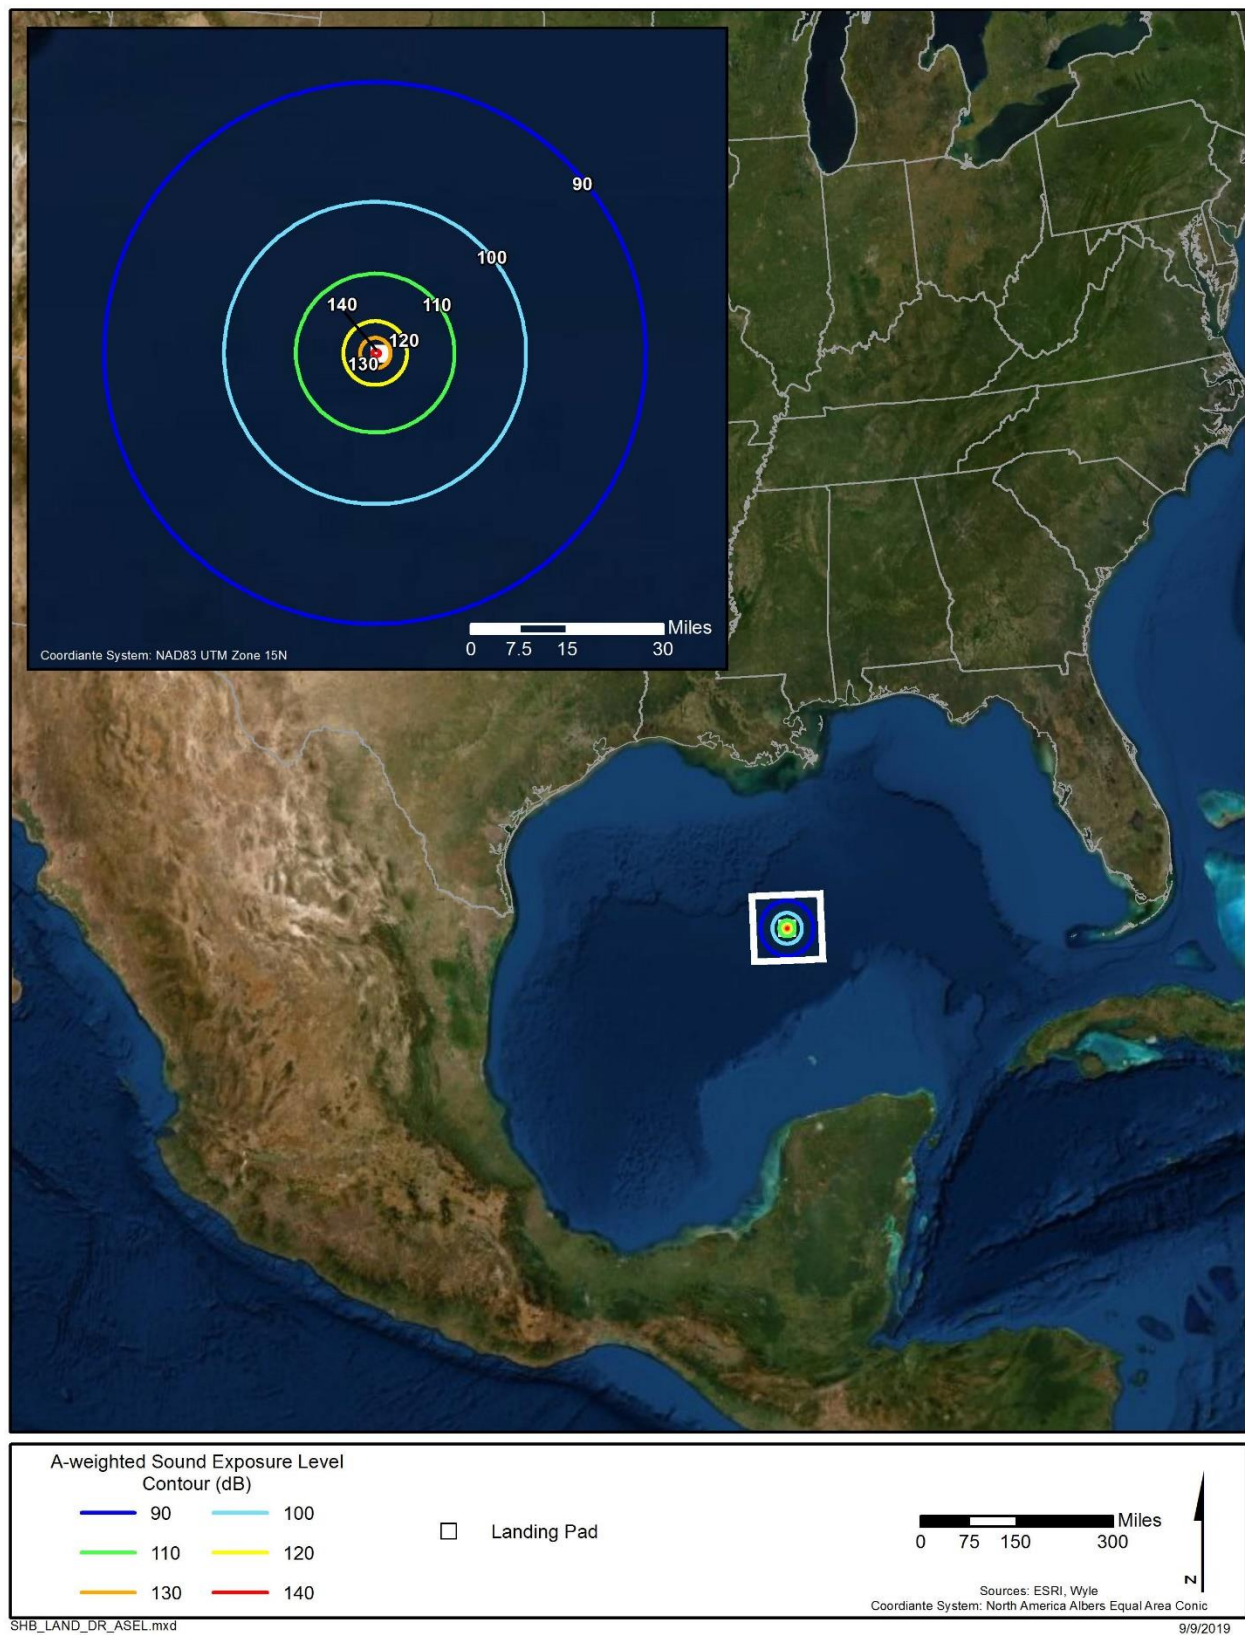 90
100
140
110
120
130
Miles
0 7.5 15 30
Coordiante System: NAD83 UTM Zone 15N
A-weighted Sound Exposure Level
Contour (dB)
90 100
110 120
130 140
Landing Pad
Miles
0 75 150 300
N
Sources: ESRI, Wyle
Coordiante System: North America Albers Equal Area Conic
SHB_LAND_DR_ASEL.mxd
9/9/2019